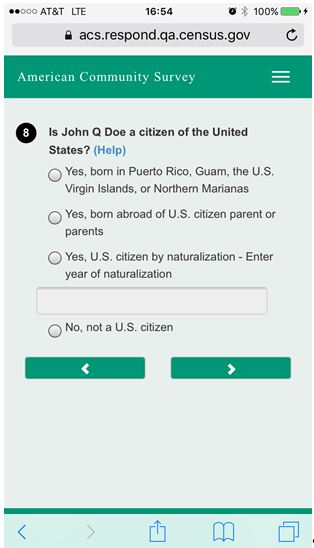 AT&T LTE 16:54 100%
acs.respond.qa.census.gov
American Community Survey
8 Is John Q Doe a citizen of the United
States? (Help)
Yes, born in Puerto Rico, Guam, the U.S.
Virgin Islands, or Northern Marianas
Yes, born abroad of U.S. citizen parent or
parents
Yes, U.S. citizen by naturalization - Enter
year of naturalization
No, not a U.S. citizen